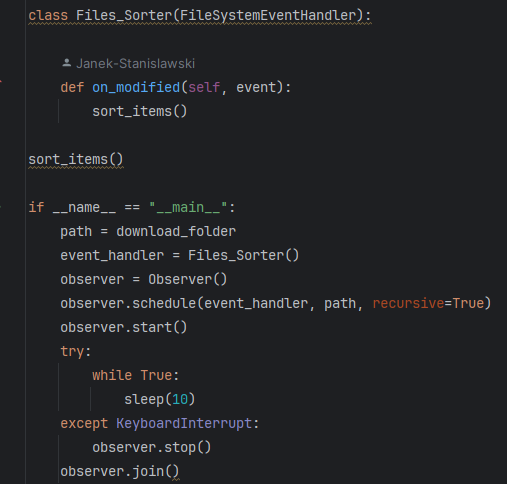 class Files_Sorter(FileSystemEventHandler):
Janek-Stanislawski
    def on_modified(self, event):
        sort_items()
sort_items()
if __name__ == "__main__":
    path = download_folder
    event_handler = Files_Sorter()
    observer = Observer()
    observer.schedule(event_handler, path, recursive=True)
    observer.start()
    try:
        while True:
            sleep(10)
    except KeyboardInterrupt:
        observer.stop()
    observer.join()